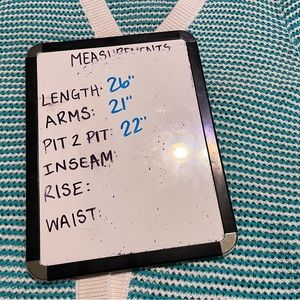 MEASUREMENTS
LENGTH: 26"
ARMS: 21"
PIT 2 PIT: 22"
INSEAM
RISE:
WAIST: